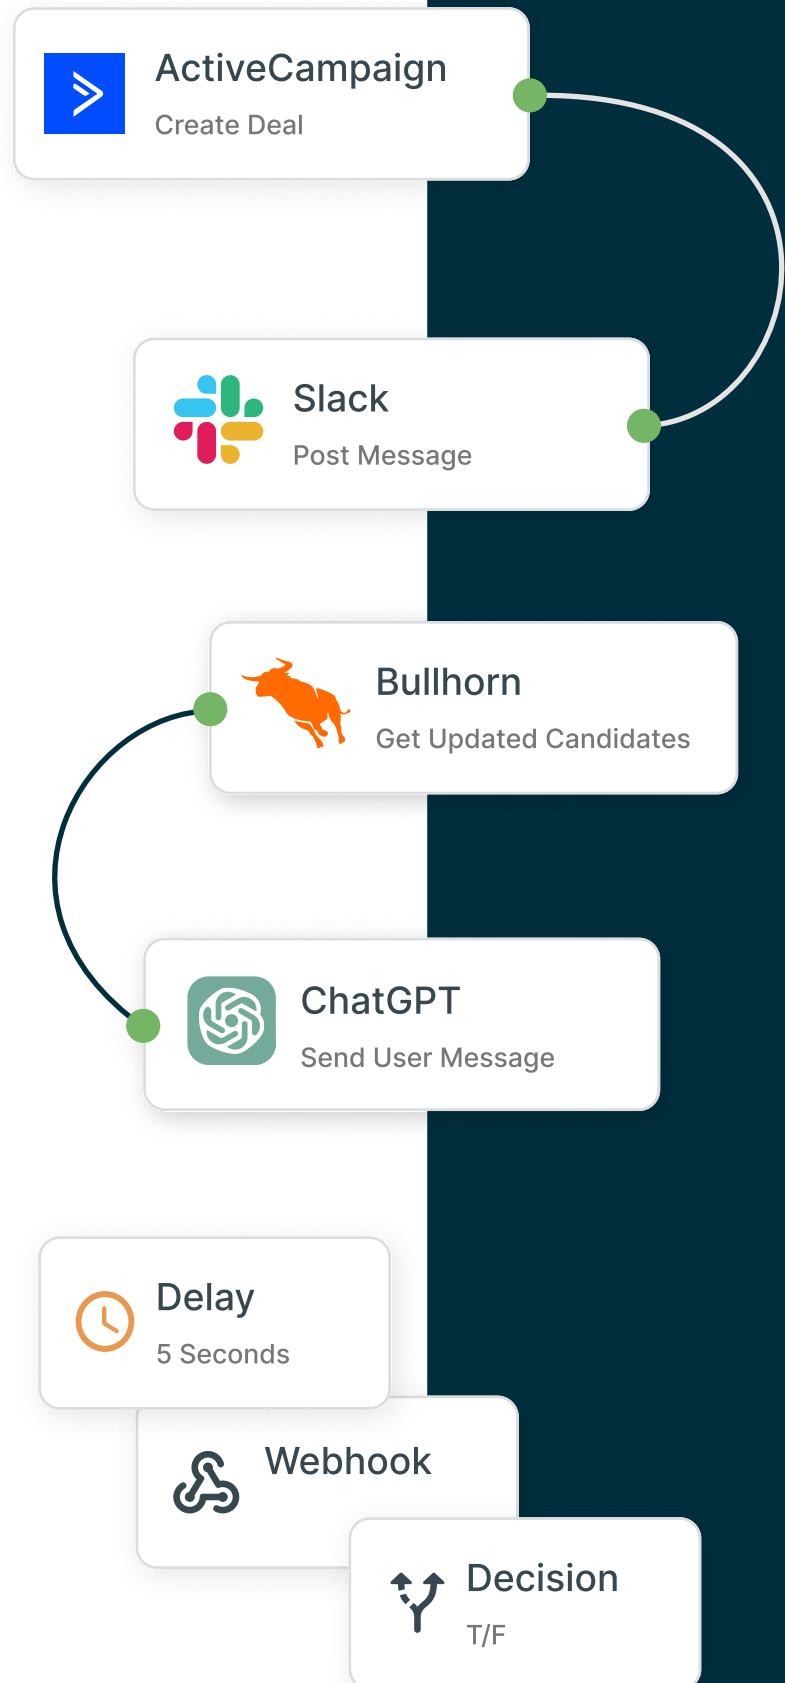 ActiveCampaign
Create Deal
Slack
Post Message
Bullhorn
Get Updated Candidates
ChatGPT
Send User Message
Delay
5 Seconds
Webhook
Decision
T/F